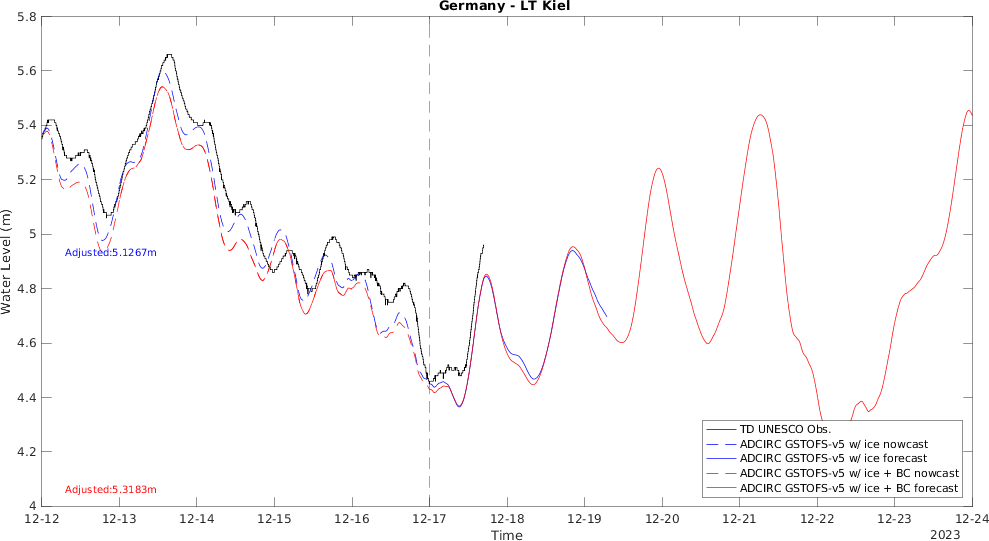 Germany - LT Kiel
5.8
5.6
5.4
5.2
5
4.8
4.6
4.4
4.2
4
Water Level (m)
Adjusted:5.1267m
Adjusted:5.3183m
TD UNESCO Obs.
ADCIRC GSTOFS-v5 w/ ice nowcast
ADCIRC GSTOFS-v5 w/ ice forecast
ADCIRC GSTOFS-v5 w/ ice + BC nowcast
ADCIRC GSTOFS-v5 w/ ice + BC forecast
12-12 12-13 12-14 12-15 12-16 12-17 12-18 12-19 12-20 12-21 12-22 12-23 12-24
Time
2023